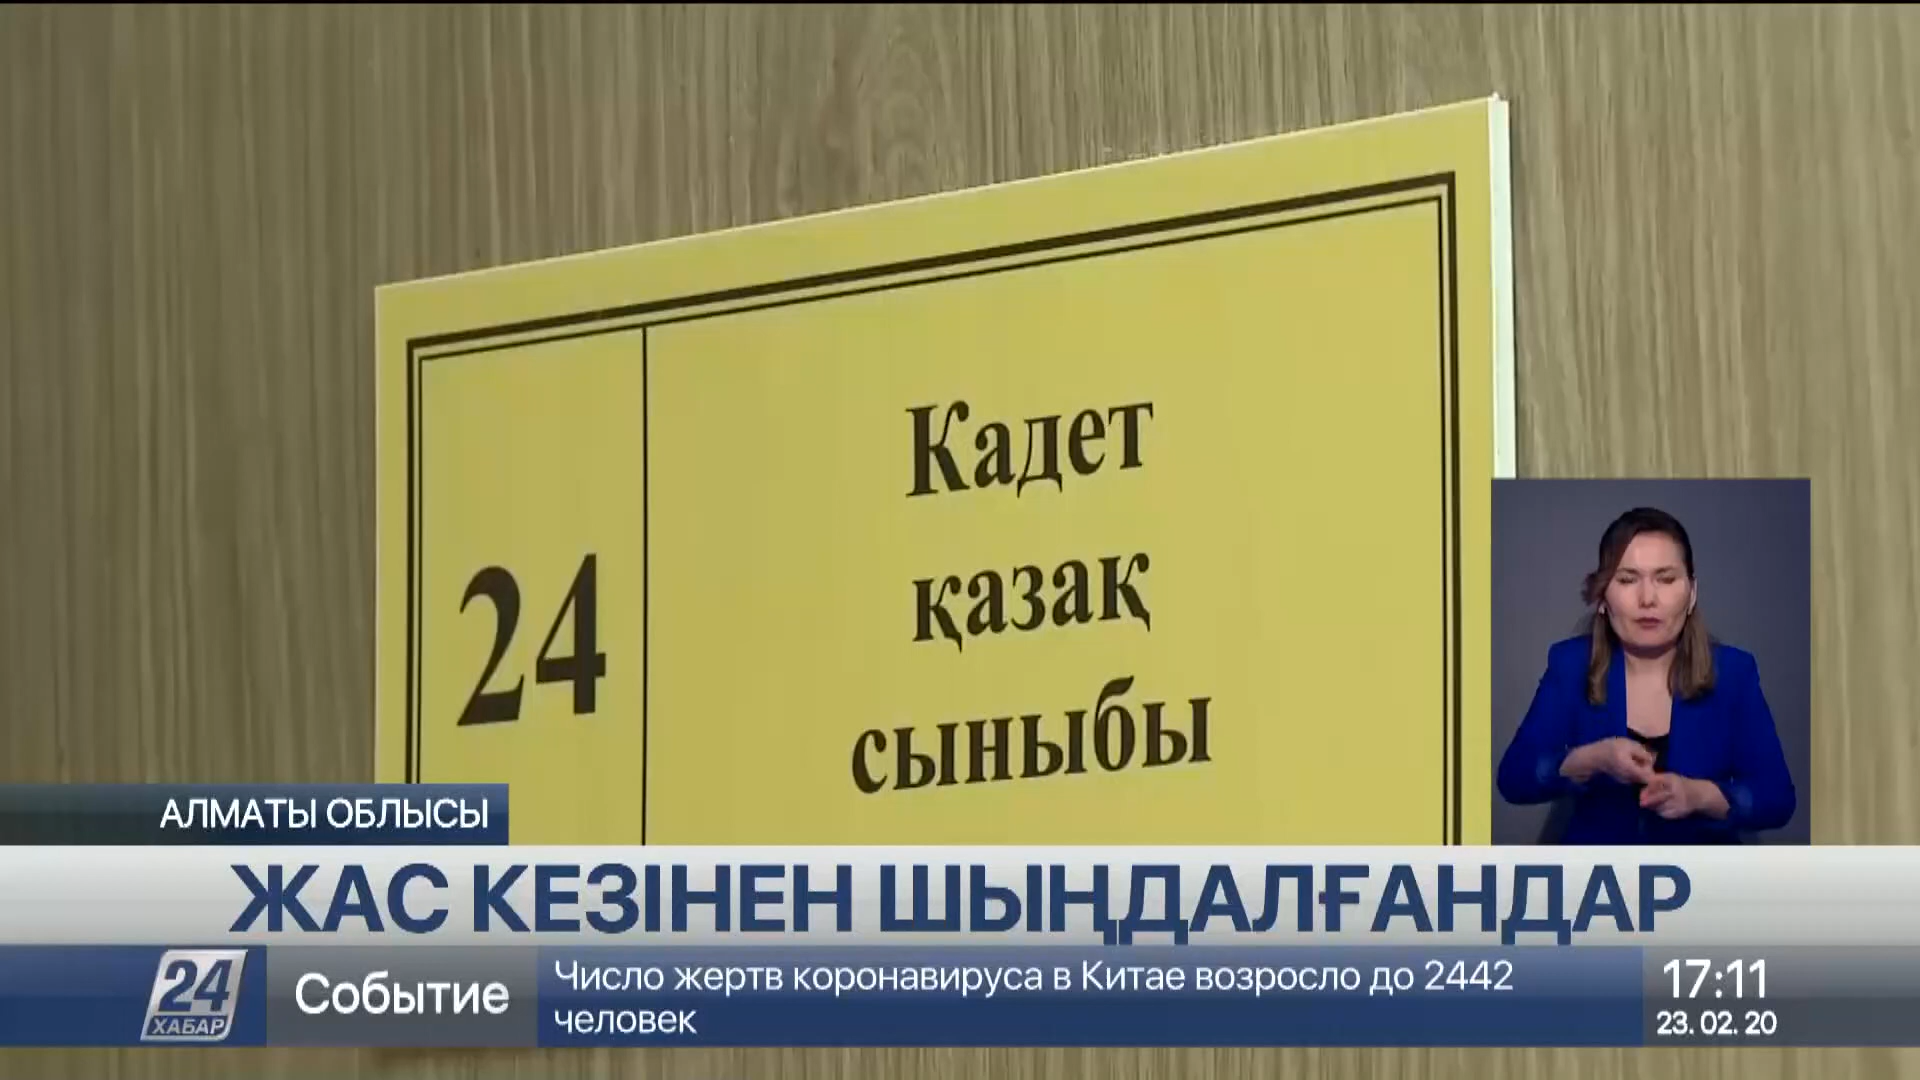 24
Кадет
қазақ
сыныбы
АЛМАТЫ ОБЛЫСЫ
ЖАС КЕЗІНЕН ШЫҢДАЛҒАНДАР
24
ХАБАР
Событие
Число жертв коронавируса в Китае возросло до 2442
человек
17:11
23. 02. 20